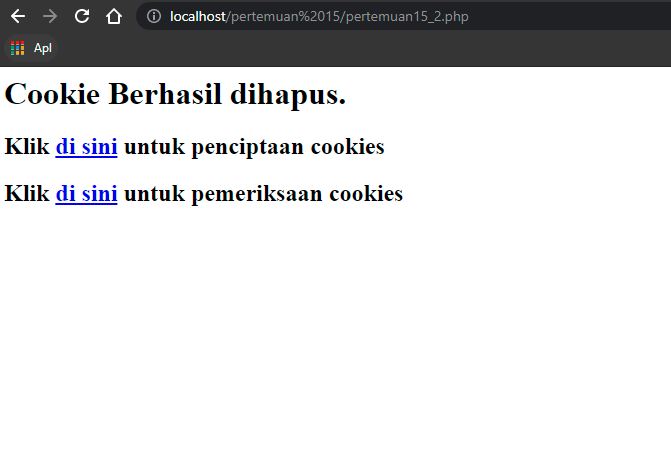 localhost/pertemuan%2015/pertemuan15_2.php
Apl
Cookie Berhasil dihapus.
Klik di sini untuk penciptaan cookies
Klik di sini untuk pemeriksaan cookies